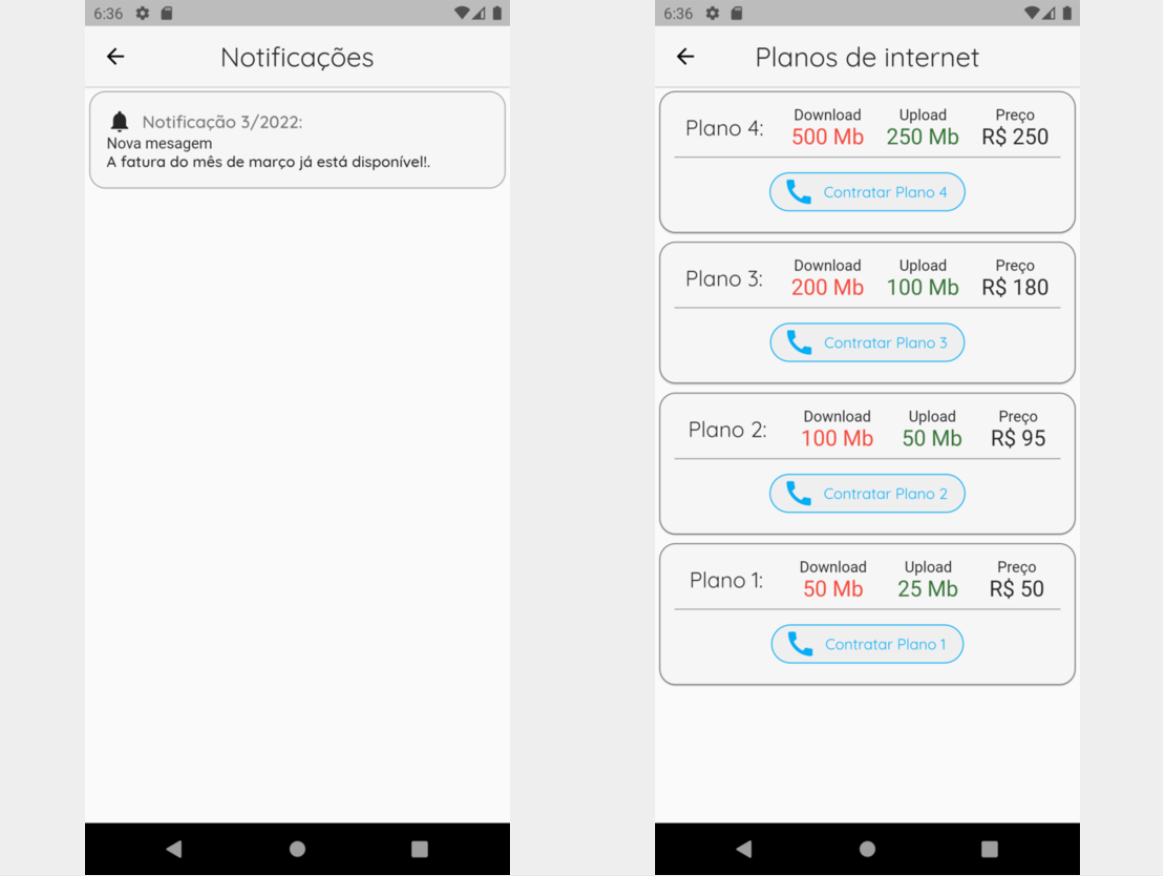 6:36
Notificações
Notificação 3/2022:
Nova mesagem
A fatura do mês de março já está disponível!.
6:36
Planos de internet
Plano 4:
Download Upload Preço
500 Mb 250 Mb R$ 250
Contratar Plano 4
Plano 3:
Download Upload Preço
200 Mb 100 Mb R$ 180
Contratar Plano 3
Plano 2:
Download Upload Preço
100 Mb 50 Mb R$ 95
Contratar Plano 2
Plano 1:
Download Upload Preço
50 Mb 25 Mb R$ 50
Contratar Plano 1